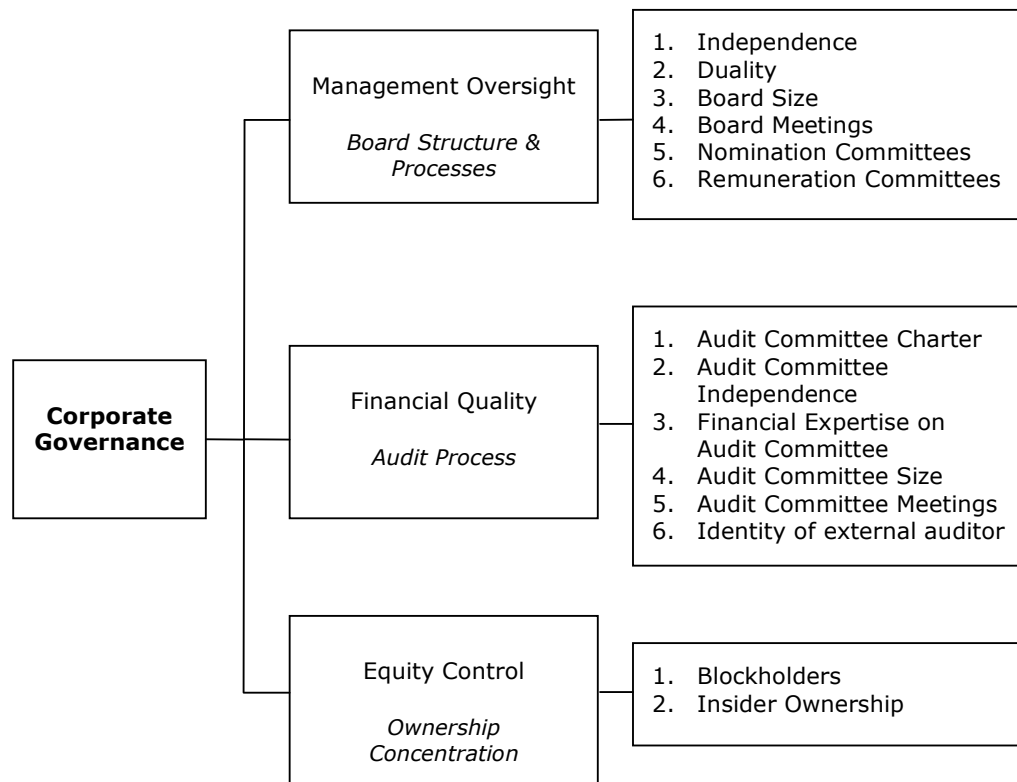 Management Oversight
Board Structure &
Processes
1. Independence
2. Duality
3. Board Size
4. Board Meetings
5. Nomination Committees
6. Remuneration Committees
Corporate
Governance
Financial Quality
Audit Process
1. Audit Committee Charter
2. Audit Committee
Independence
3. Financial Expertise on
Audit Committee
4. Audit Committee Size
5. Audit Committee Meetings
6. Identity of external auditor
Equity Control
Ownership
Concentration
1. Blockholders
2. Insider Ownership